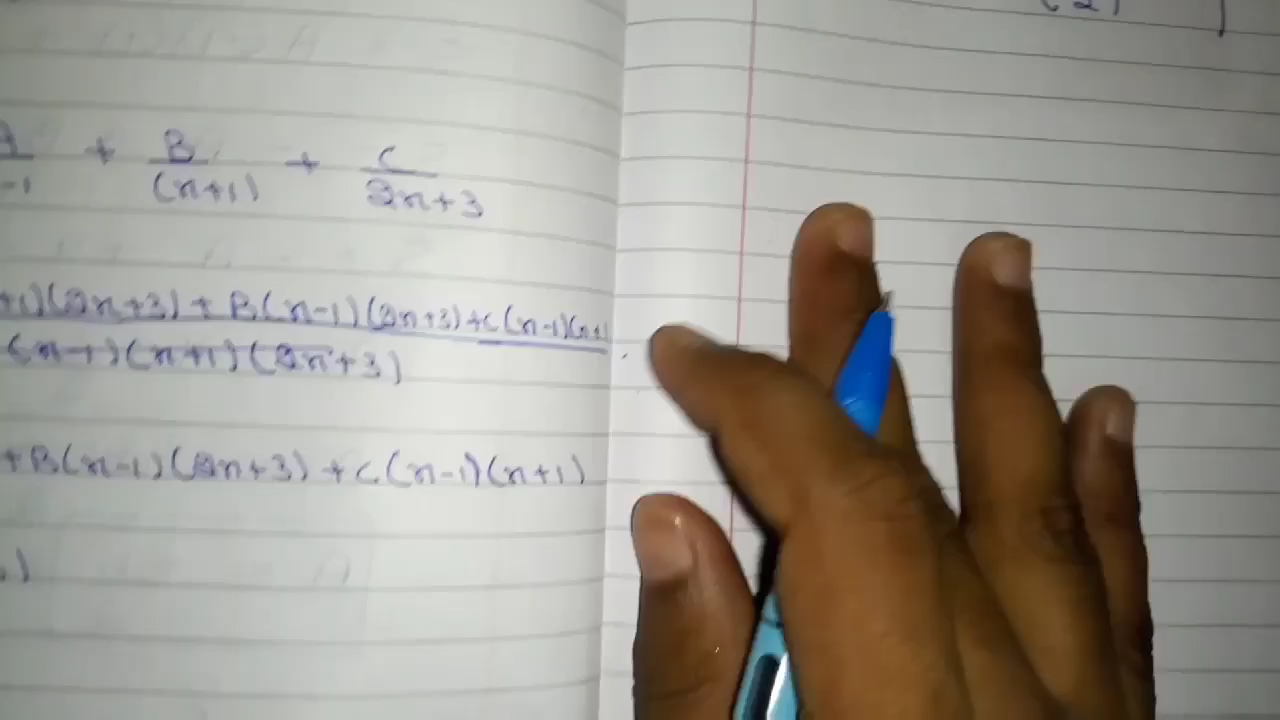 + B/(x+1) + C/2x+3
+1)(2x+3) + B(x-1)(2x+3)+C(x-1)(x+1)
(x-1)(x+1)(2x+3)
+B(x-1)(2x+3)+C(x-1)(x+1)